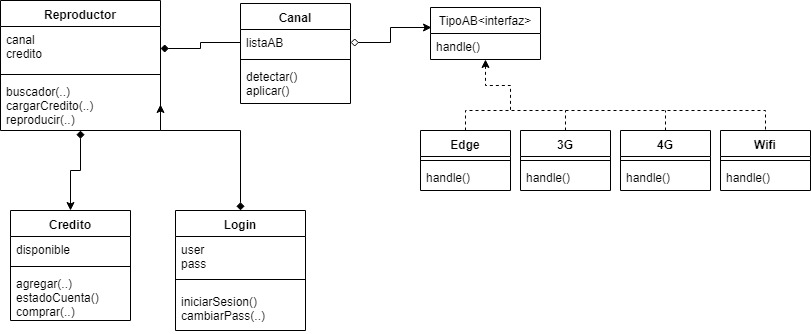 Reproductor
canal
credito
buscador(..)
cargarCredito(..)
reproducir(..)
Canal
listaAB
detectar()
aplicar()
TipoAB<interfaz>
handle()
Edge
handle()
3G
handle()
4G
handle()
Wifi
handle()
Credito
disponible
agregar(..)
estadoCuenta()
comprar(..)
Login
user
pass
iniciarSesion()
cambiarPass(..)